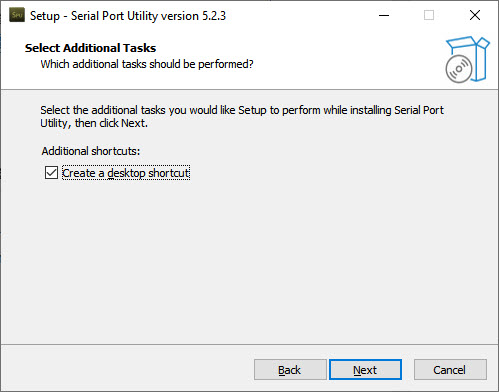 Setup - Serial Port Utility version 5.2.3
Select Additional Tasks
Which additional tasks should be performed?
Select the additional tasks you would like Setup to perform while installing Serial Port
Utility, then click Next.
Additional shortcuts:
Create a desktop shortcut
Back
Next
Cancel